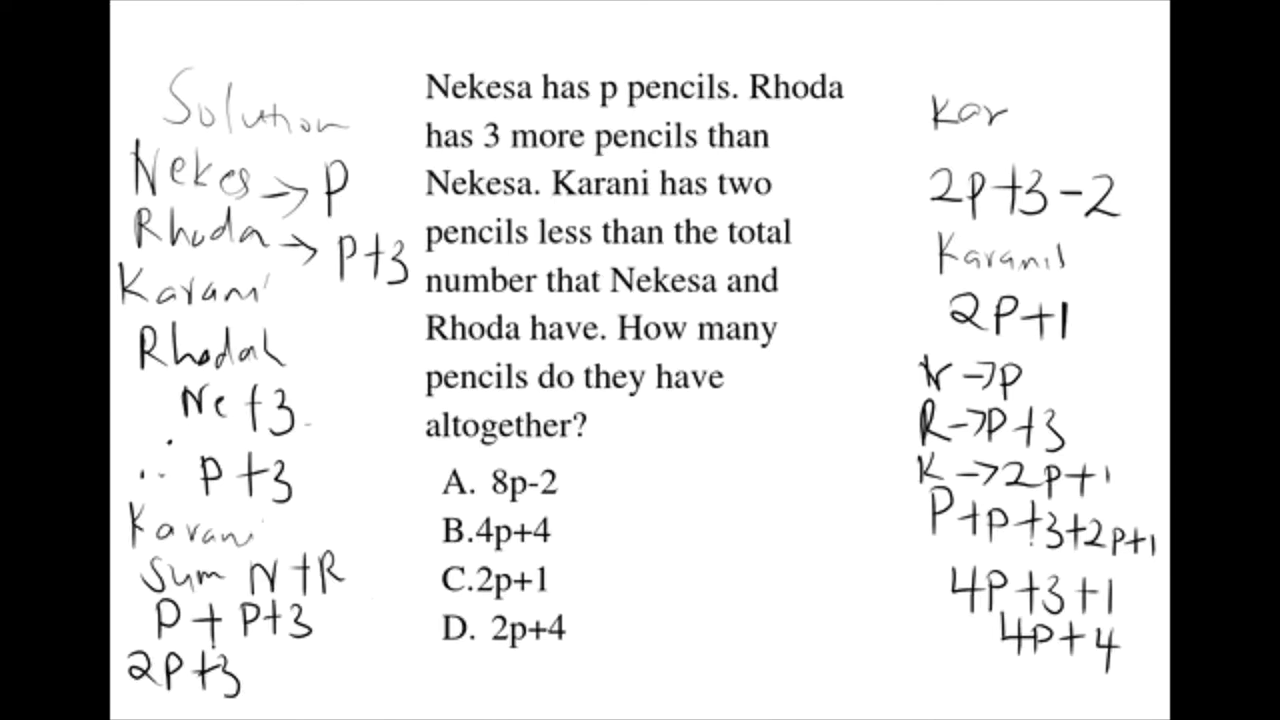 Solution
Nekes → P
Rhoda → P+3
Karani
Rhodah
Ne +3
∴ P+3
Karani
Sum N+R
P + P+3
2P+3
Nekesa has p pencils. Rhoda
has 3 more pencils than
Nekesa. Karani has two
pencils less than the total
number that Nekesa and
Rhoda have. How many
pencils do they have
altogether?
A. 8p-2
B.4p+4
C.2p+1
D. 2p+4
Kar
2P+3-2
2P+1
N → P
R → P+3
K → 2P+1
P+P+3+2P+1
4P+3+1
4P+4